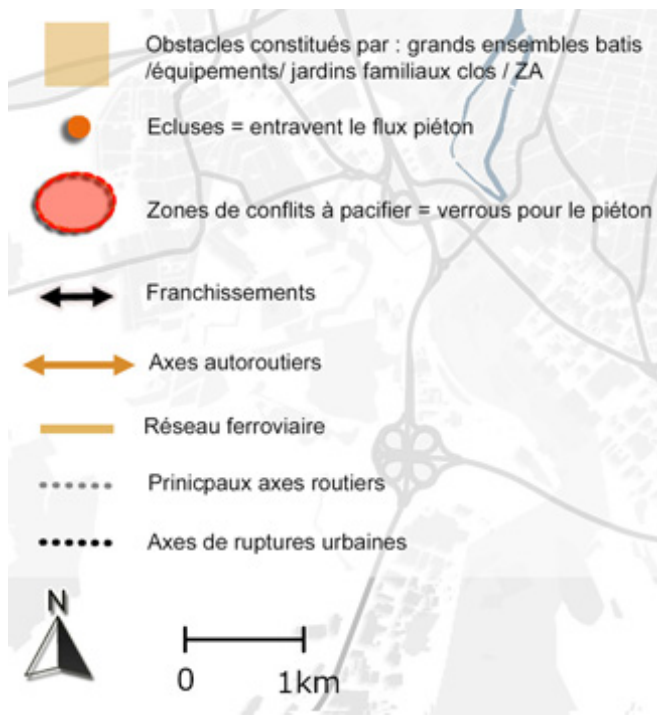 Obstacles constitués par : grands ensembles batis
/équipements/ jardins familiaux clos / ZA
Ecluses = entravent le flux piéton
Zones de conflits à pacifier = verrous pour le piéton
Franchissements
Axes autoroutiers
Réseau ferroviaire
Prinicpaux axes routiers
Axes de ruptures urbaines
N
0 1km